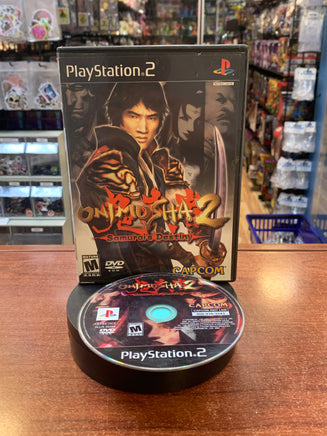 PlayStation 2
ONIMUSHA 2
Samurai's Destiny
M
DVD
CAPCOM
ONIMUSHA 2
CAPCOM
PlayStation 2